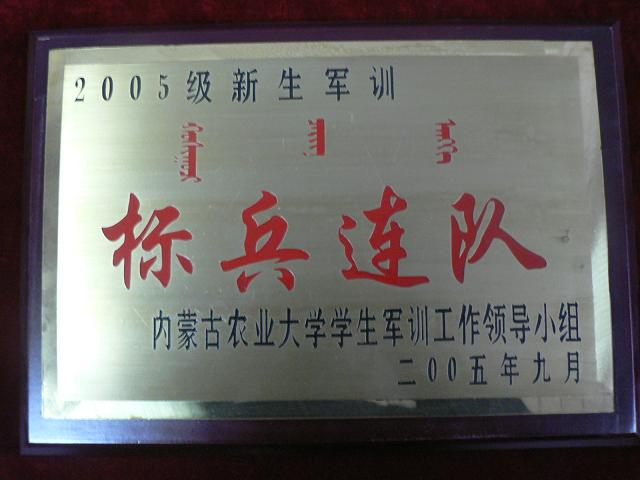 2005级新生军训
标兵连队
内蒙古农业大学学生军训工作领导小组
二00五年九月